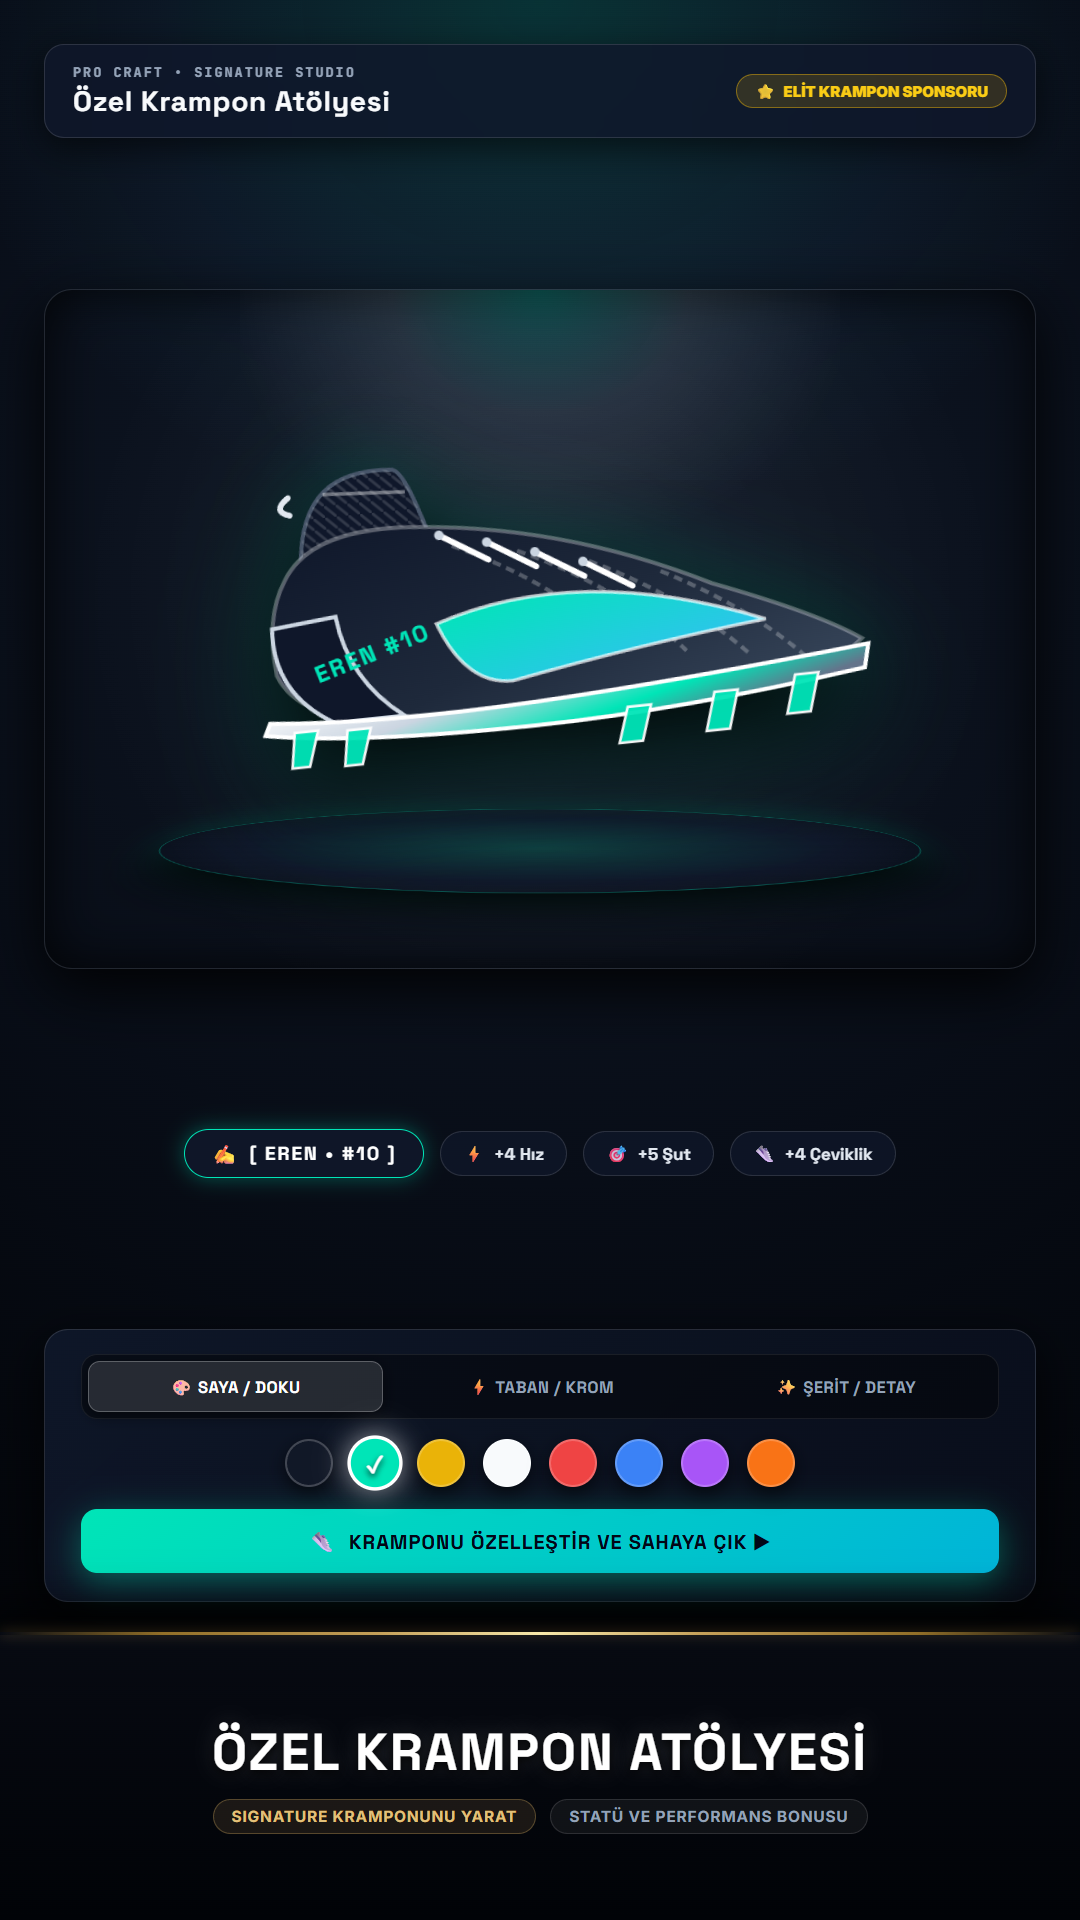 PRO CRAFT • SIGNATURE STUDIO
Özel Krampon Atölyesi
ELİT KRAMPON SPONSORU
EREN #10
[ EREN • #10 ]
+4 Hız
+5 Şut
+4 Çeviklik
SAYA / DOKU
TABAN / KROM
ŞERİT / DETAY
KRAMPONU ÖZELLEŞTİR VE SAHAYA ÇIK ▶
ÖZEL KRAMPON ATÖLYESİ
SIGNATURE KRAMPONUNU YARAT
STATÜ VE PERFORMANS BONUSU